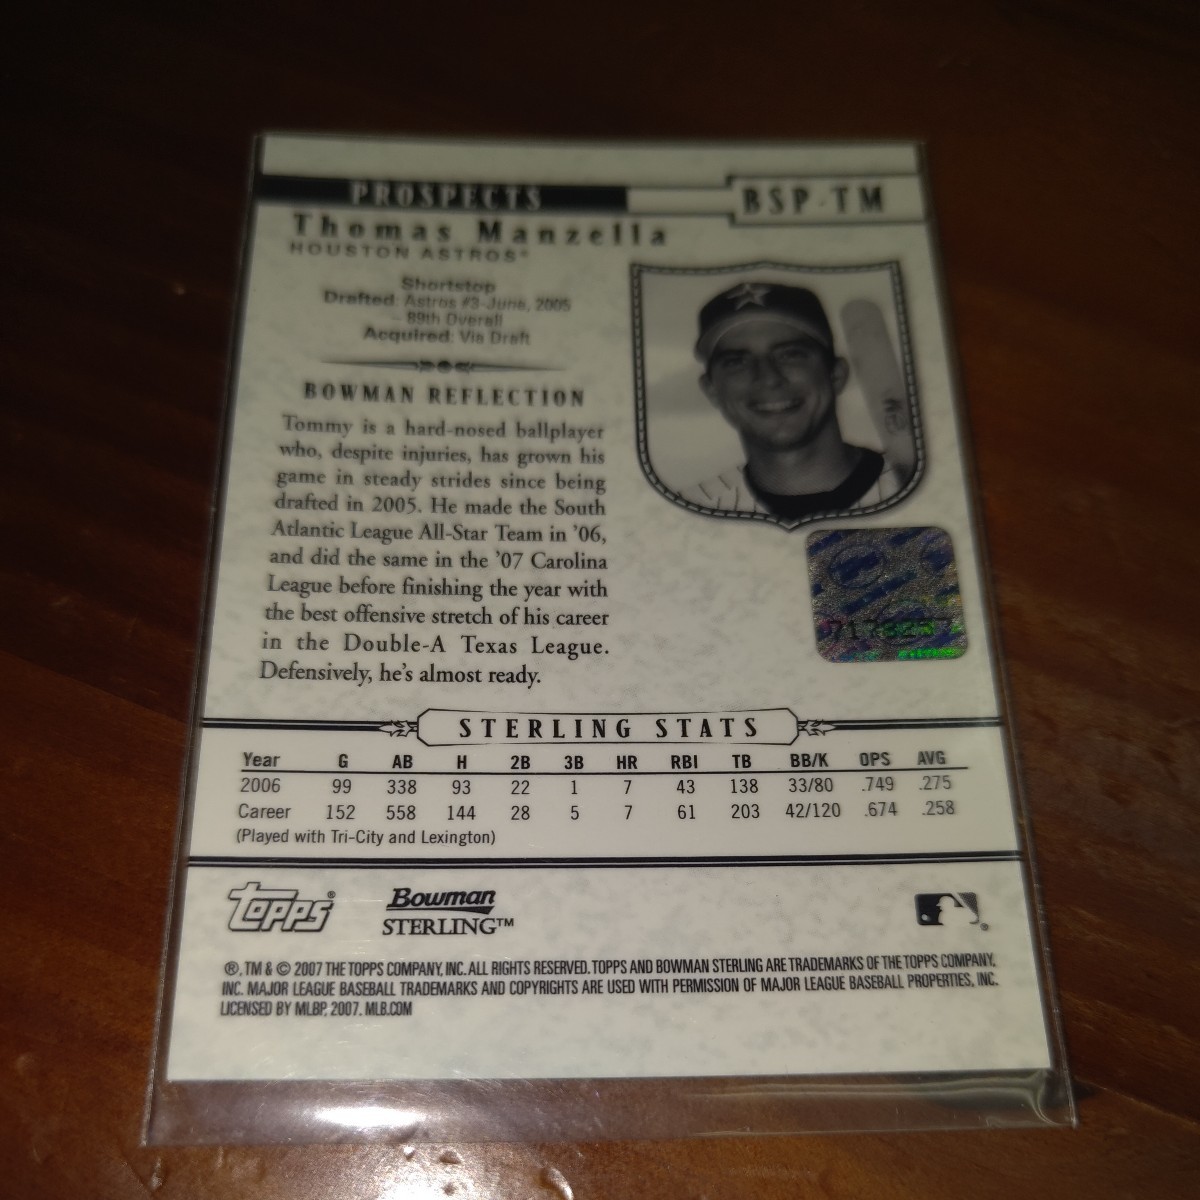 PROSPECTS
BSP-TM
Thomas Manzella
HOUSTON ASTROS®
Shortstop
Drafted: Astros #3-June, 2005
89th Overall
Acquired: Via Draft
BOWMAN REFLECTION
Tommy is a hard-nosed ballplayer
who, despite injuries, has grown his
game in steady strides since being
drafted in 2005. He made the South
Atlantic League All-Star Team in '06,
and did the same in the '07 Carolina
League before finishing the year with
the best offensive stretch of his career
in the Double-A Texas League.
Defensively, he's almost ready.
STERLING STATS
Year G AB H 2B 3B HR RBI TB BB/K OPS AVG
2006 99 338 93 22 1 7 43 138 33/80 .749 .275
Career 152 558 144 28 5 7 61 203 42/120 .674 .258
(Played with Tri-City and Lexington)
Topps®
Bowman
STERLING™
®, TM & © 2007 THE TOPPS COMPANY, INC. ALL RIGHTS RESERVED. TOPPS AND BOWMAN STERLING ARE TRADEMARKS OF THE TOPPS COMPANY,
INC. MAJOR LEAGUE BASEBALL TRADEMARKS AND COPYRIGHTS ARE USED WITH PERMISSION OF MAJOR LEAGUE BASEBALL PROPERTIES, INC.
LICENSED BY MLBP, 2007. MLB.COM